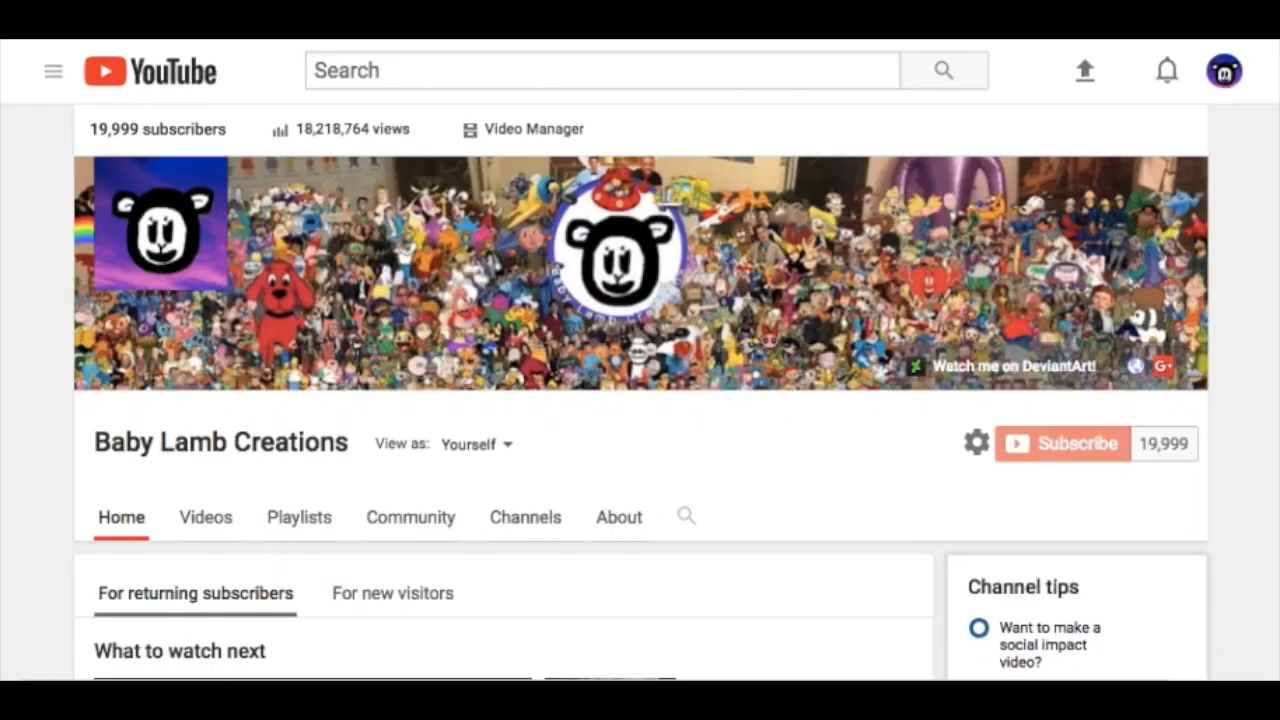 YouTube
Search
19,999 subscribers
18,218,764 views
Video Manager
Watch me on DeviantArt!
G+
Baby Lamb Creations
View as: Yourself
Subscribe 19,999
Home Videos Playlists Community Channels About
For returning subscribers For new visitors
Channel tips
Want to make a
social impact
video?
What to watch next